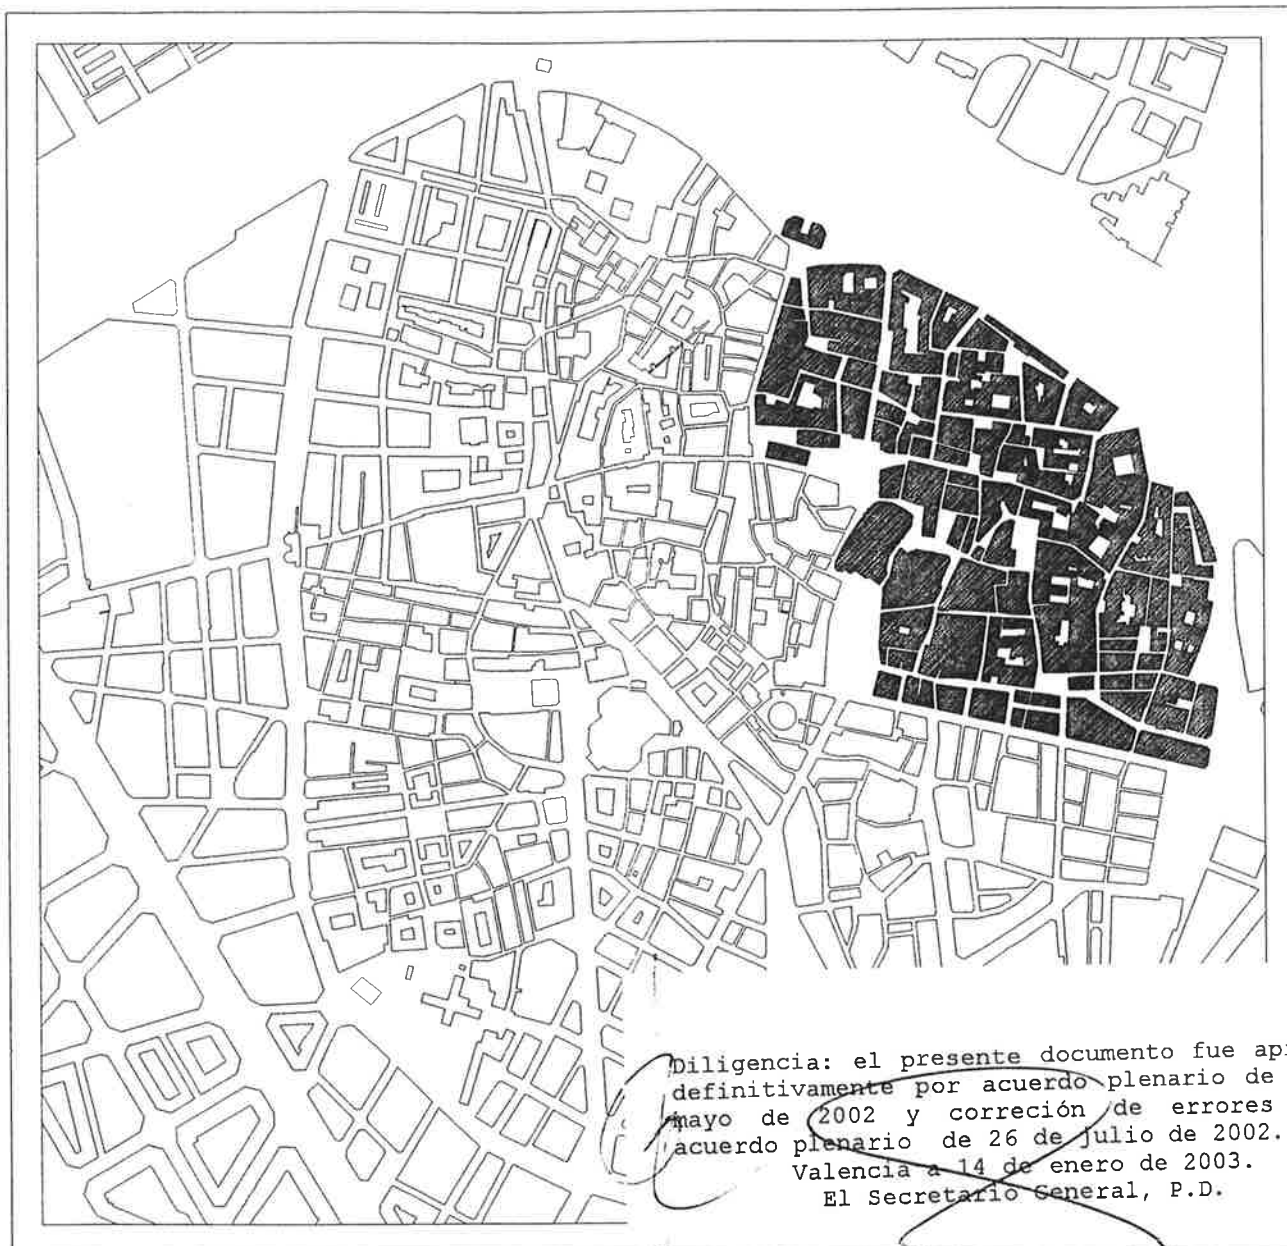 Diligencia: el presente documento fue
definitivamente por acuerdo plenario de
mayo de 2002 y correción de errores
acuerdo plenario de 26 de julio de 2002.
Valencia a 14 de enero de 2003.
El Secretario General, P.D.